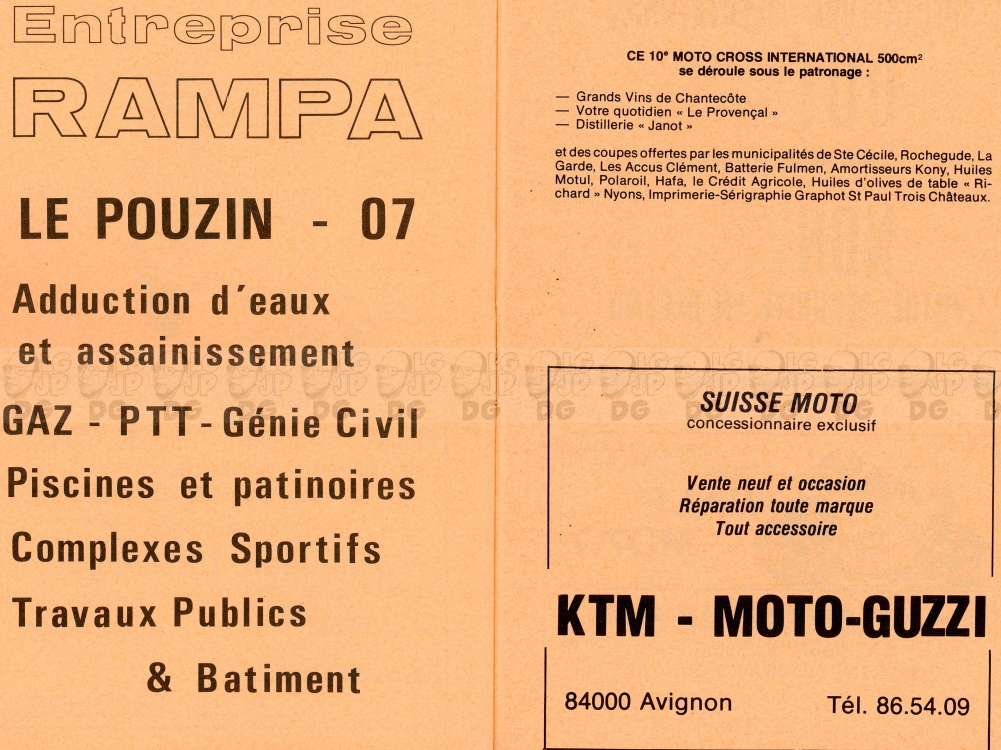 Entreprise
RAMPA
LE POUZIN - 07
Adduction d'eaux
et assainissement
GAZ - PTT - Génie Civil
Piscines et patinoires
Complexes Sportifs
Travaux Publics
& Batiment
CE 10e MOTO CROSS INTERNATIONAL 500cm²
se déroule sous le patronage :
— Grands Vins de Chantecôte
— Votre quotidien « Le Provençal »
— Distillerie « Janot »
et des coupes offertes par les municipalités de Ste Cécile, Rochegude, La
Garde, Les Accus Clément, Batterie Fulmen, Amortisseurs Kony, Huiles
Motul, Polaroil, Hafa, le Crédit Agricole, Huiles d'olives de table « Ri-
chard » Nyons, Imprimerie-Sérigraphie Graphot St Paul Trois Châteaux.
SUISSE MOTO
concessionnaire exclusif
Vente neuf et occasion
Réparation toute marque
Tout accessoire
KTM - MOTO-GUZZI
84000 Avignon Tél. 86.54.09